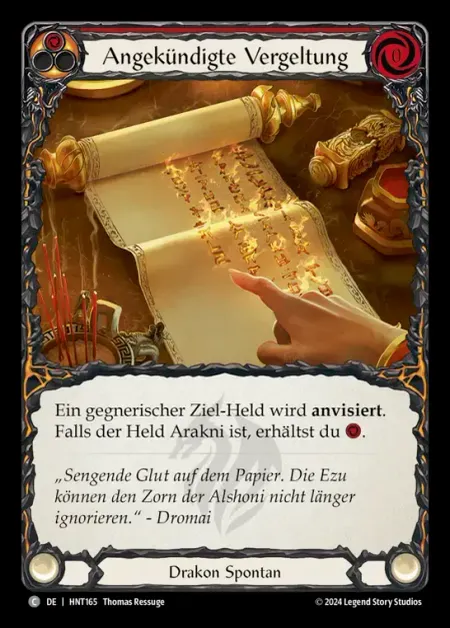 Angekündigte Vergeltung
0
Ein gegnerischer Ziel-Held wird anvisiert.
Falls der Held Arakni ist, erhältst du
.
„Sengende Glut auf dem Papier. Die Ezu
können den Zorn der Alshoni nicht länger
ignorieren.“ - Dromai
Drakon Spontan
C DE | HNT165 Thomas Ressuge
© 2024 Legend Story Studios